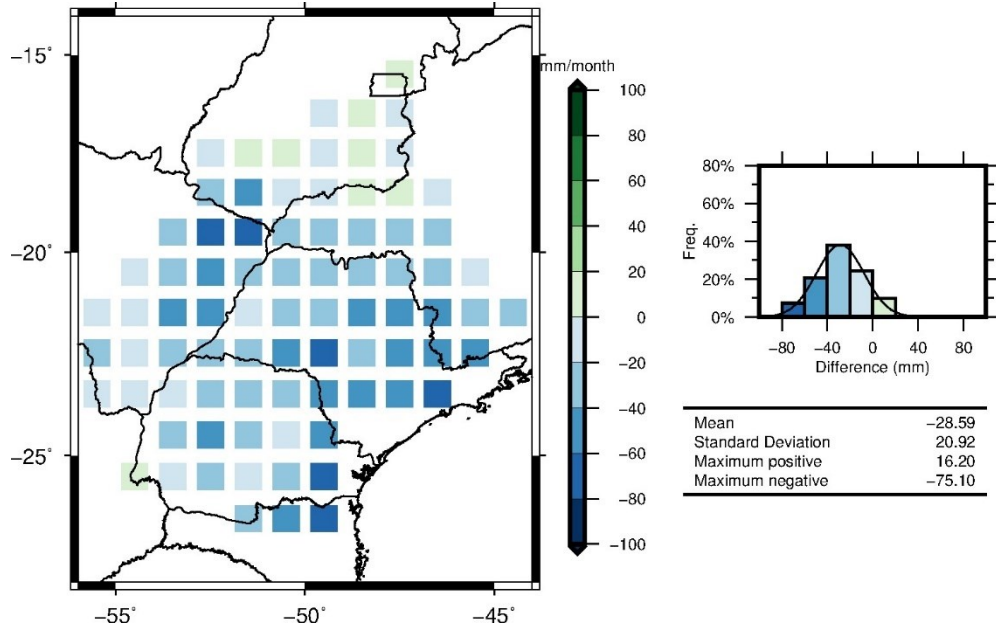 −15˚
−20˚
−25˚
−55˚
−50˚
−45˚
mm/month
100
80
60
40
20
0
−20
−40
−60
−80
−100
80%
60%
40%
20%
0%
Freq.
−80 −40 0 40 80
Difference (mm)
Mean −28.59
Standard Deviation 20.92
Maximum positive 16.20
Maximum negative −75.10